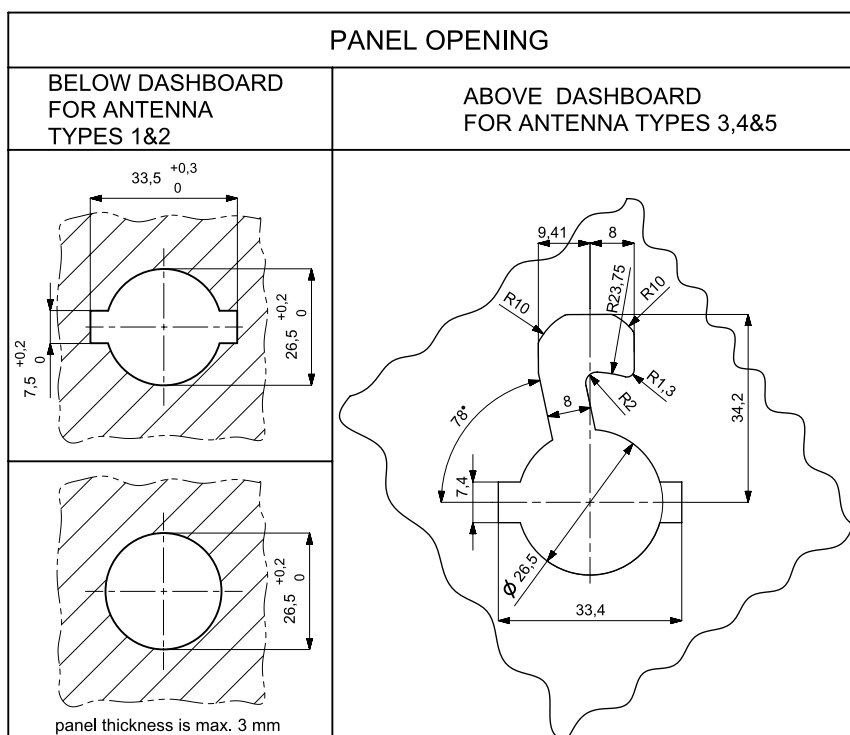 PANEL OPENING
BELOW DASHBOARD
FOR ANTENNA
TYPES 1&2
ABOVE  DASHBOARD
FOR ANTENNA TYPES 3,4&5
33,5 +0,3 0
26,5 +0,2 0
7,5 +0,2 0
26,5 +0,2 0
panel thickness is max. 3 mm
9,41
8
R10
R23,75
R10
R1,3
R2
8
78°
34,2
7,4
Ø 26,5
33,4